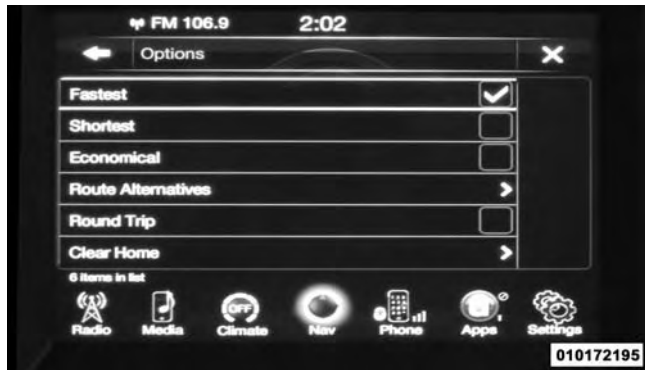 FM 106.9 2:02
Options
Fastest
Shortest
Economical
Route Alternatives
Round Trip
Clear Home
6 items in list
OFF
Radio Media Climate Nav Phone Apps Settings
010172195